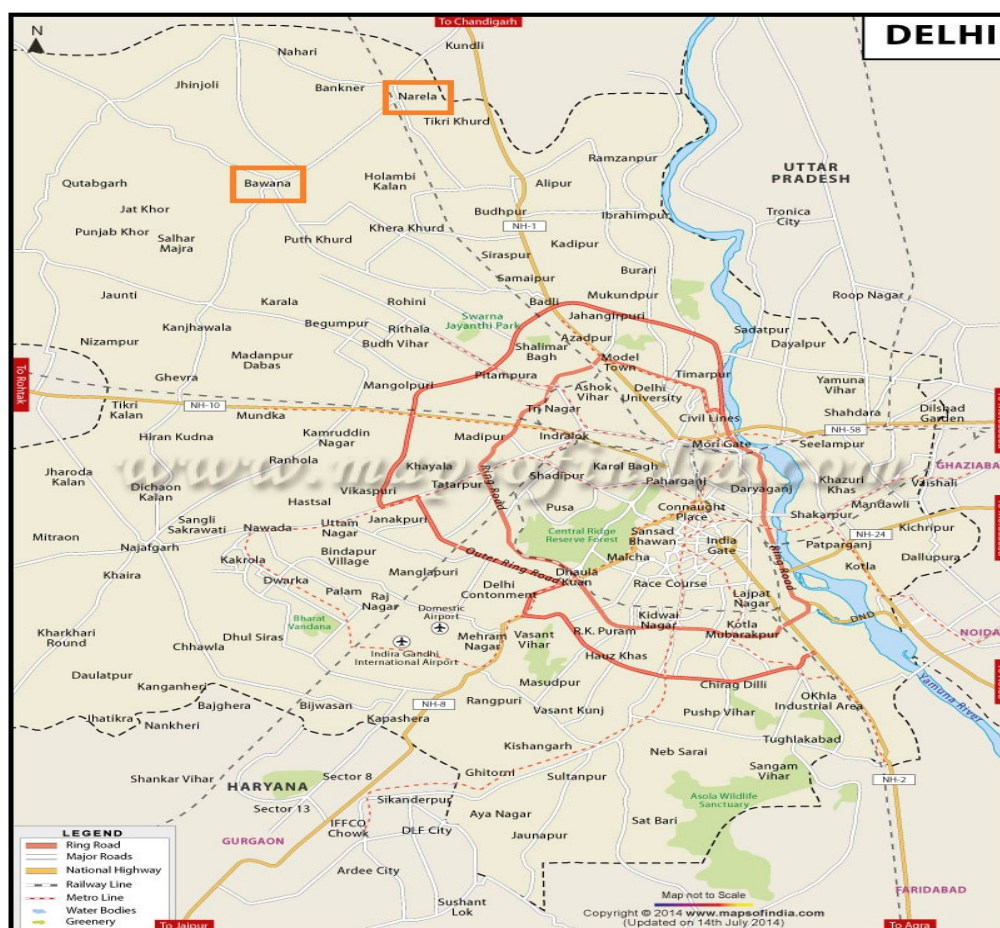 To Chandigarh
DELHI
N
Kundli
Nahari
Jhinjoli
Bankner
Narela
Tikri Khurd
Ramzanpur
UTTAR
PRADESH
Qutabgarh
Bawana
Holambi
Kalan
Alipur
Jat Khor
Budhpur
Ibrahimpur
Tronica
City
Punjab Khor
Salhar
Majra
Puth Khurd
Khera Khurd
NH-1
Kadipur
Siraspur
Burari
Samaipur
Jaunti
Karala
Rohini
Badli
Mukundpur
Roop Nagar
Kanjhawala
Begumpur
Rithala
Swarna
Jayanthi Park
Jahangirpuri
Sadatpur
Nizampur
Budh Vihar
Azadpur
Shalimar
Bagh
Dayalpur
Madanpur
Dabas
Model
Town
To Rohtak
Ghevra
Mangolpuri
Pitampura
Timarpur
Yamuna
Vihar
Ashok
Vihar
Delhi
University
Tikri
Kalan
NH-10
Mundka
Tri Nagar
Civil Lines
Shahdara
Dilshad
Garden
NH-58
Hiran Kudna
Kamruddin
Nagar
Madipur
Indralok
Mori Gate
Seelampur
www.mapsofindia.com
Ranhola
Khayala
Karol Bagh
GHAZIABAD
Jharoda
Kalan
Tatarpur
Ring Road
Shadipur
Paharganj
Khazuri
Khas
Vaishali
Dichaon
Kalan
Hastsal
Vikaspuri
Daryaganj
Mandawli
Pusa
Connaught
Place
Shakarpur
Sangli
Sakrawati
Nawada
Uttam
Nagar
Janakpuri
Central Ridge
Reserve Forest
Sansad
Bhawan
India
Gate
Kichripur
NH-24
Mitraon
Najafgarh
Bindapur
Village
Outer Ring Road
Malcha
Ring Road
Patparganj
Dallupura
Kakrola
Manglapuri
Dhaula
Kuan
Kotla
Khaira
Dwarka
Delhi
Contonment
Race Course
Palam
Raj
Nagar
Lajpat
Nagar
Bharat
Vandana
Domestic
Airport
Kidwai
Nagar
DND
Kharkhari
Round
Dhul Siras
Mehram
Nagar
Vasant
Vihar
R.K. Puram
Kotla
Mubarakpur
NOIDA
Chhawla
Indira Gandhi
International Airport
Hauz Khas
Daulatpur
Kanganheri
Masudpur
Chirag Dilli
Yamuna River
Jhatikra
Bajghera
Bijwasan
NH-8
Rangpuri
Vasant Kunj
Pushp Vihar
OKhla
Industrial Area
Nankheri
Kapashera
Kishangarh
Neb Sarai
Tughlakabad
Shankar Vihar
HARYANA
Sector 8
Ghitorni
Sultanpur
Sangam
Vihar
NH-2
Sector 13
Sikanderpur
Asola Wildlife
Sanctuary
IFFCO
Chowk
Aya Nagar
Sat Bari
LEGEND
Ring Road
Major Roads
National Highway
Railway Line
Metro Line
Water Bodies
Greenery
GURGAON
DLF City
Jaunapur
Ardee City
FARIDABAD
Sushant
Lok
Map not to Scale
Copyright © 2014 www.mapsofindia.com
(Updated on 14th July 2014)
To Jaipur
To Agra